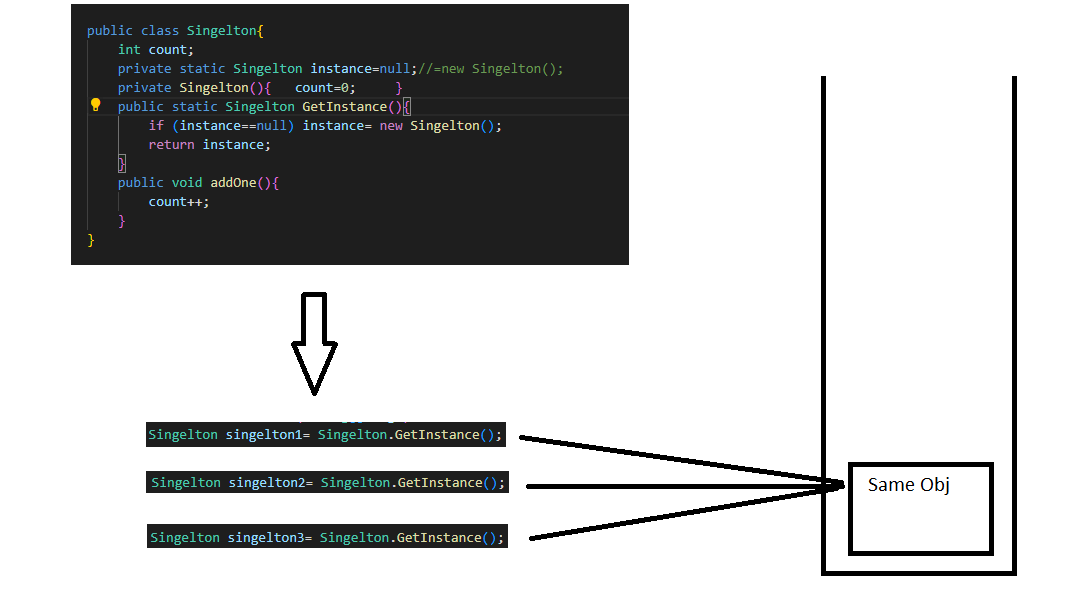 public class Singelton{
int count;
private static Singelton instance=null;//=new Singelton();
private Singelton(){   count=0;     }
public static Singelton GetInstance(){
if (instance==null) instance= new Singelton();
return instance;
}
public void addOne(){
count++;
}
}
Singelton singelton1= Singelton.GetInstance();
Singelton singelton2= Singelton.GetInstance();
Singelton singelton3= Singelton.GetInstance();
Same Obj